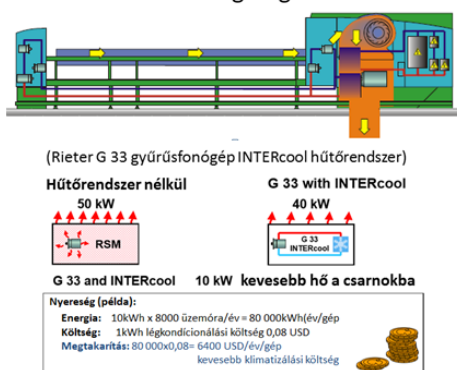 (Rieter G 33 gyűrűsfonógép INTERcool hűtőrendszer)
Hűtőrendszer nélkül
50 kW
RSM
G 33 with INTERcool
40 kW
G 33
INTERcool
G 33 and INTERcool 10 kW kevesebb hő a csarnokba
Nyereség (példa):
Energia: 10kWh x 8000 üzemóra/év = 80 000kWh(év/gép
Költség: 1kWh légkondícionálási költség 0,08 USD
Megtakarítás: 80 000x0,08= 6400 USD/év/gép
kevesebb klimatizálási költség